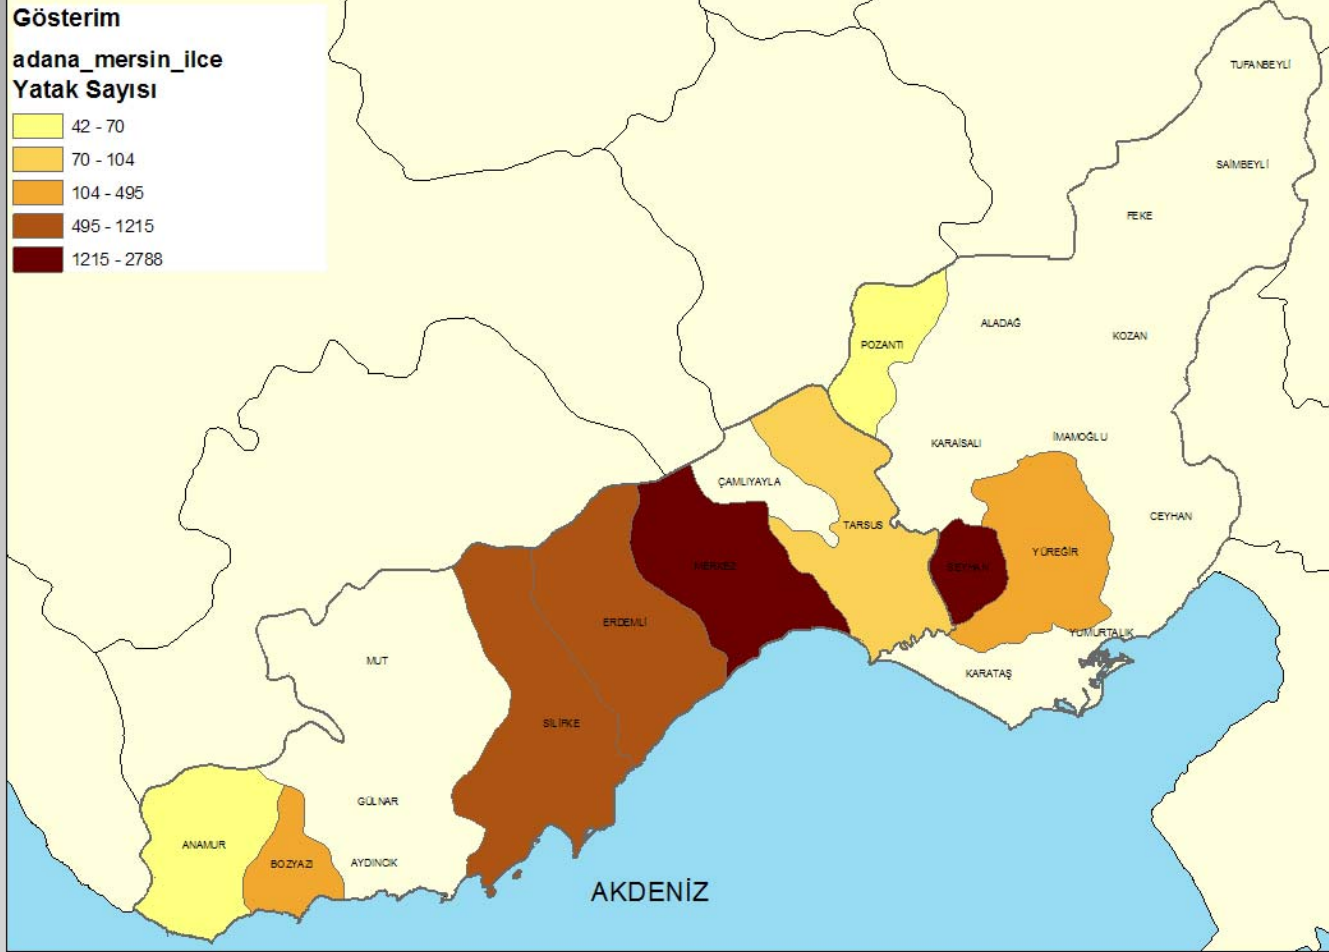 Gösterim
adana_mersin_ilce
Yatak Sayısı
42 - 70
70 - 104
104 - 495
495 - 1215
1215 - 2788
TUFANBEYLİ
SAİMBEYLİ
FEKE
ALADAĞ
KOZAN
POZANTI
KARAİSALI
İMAMOĞLU
ÇAMLIYAYLA
CEYHAN
TARSUS
YÜREĞİR
MERKEZ
SEYHAN
ERDEMLİ
YUMURTALIK
MUT
KARATAŞ
SİLİFKE
GÜLNAR
ANAMUR
BOZYAZI
AYDINCIK
AKDENİZ